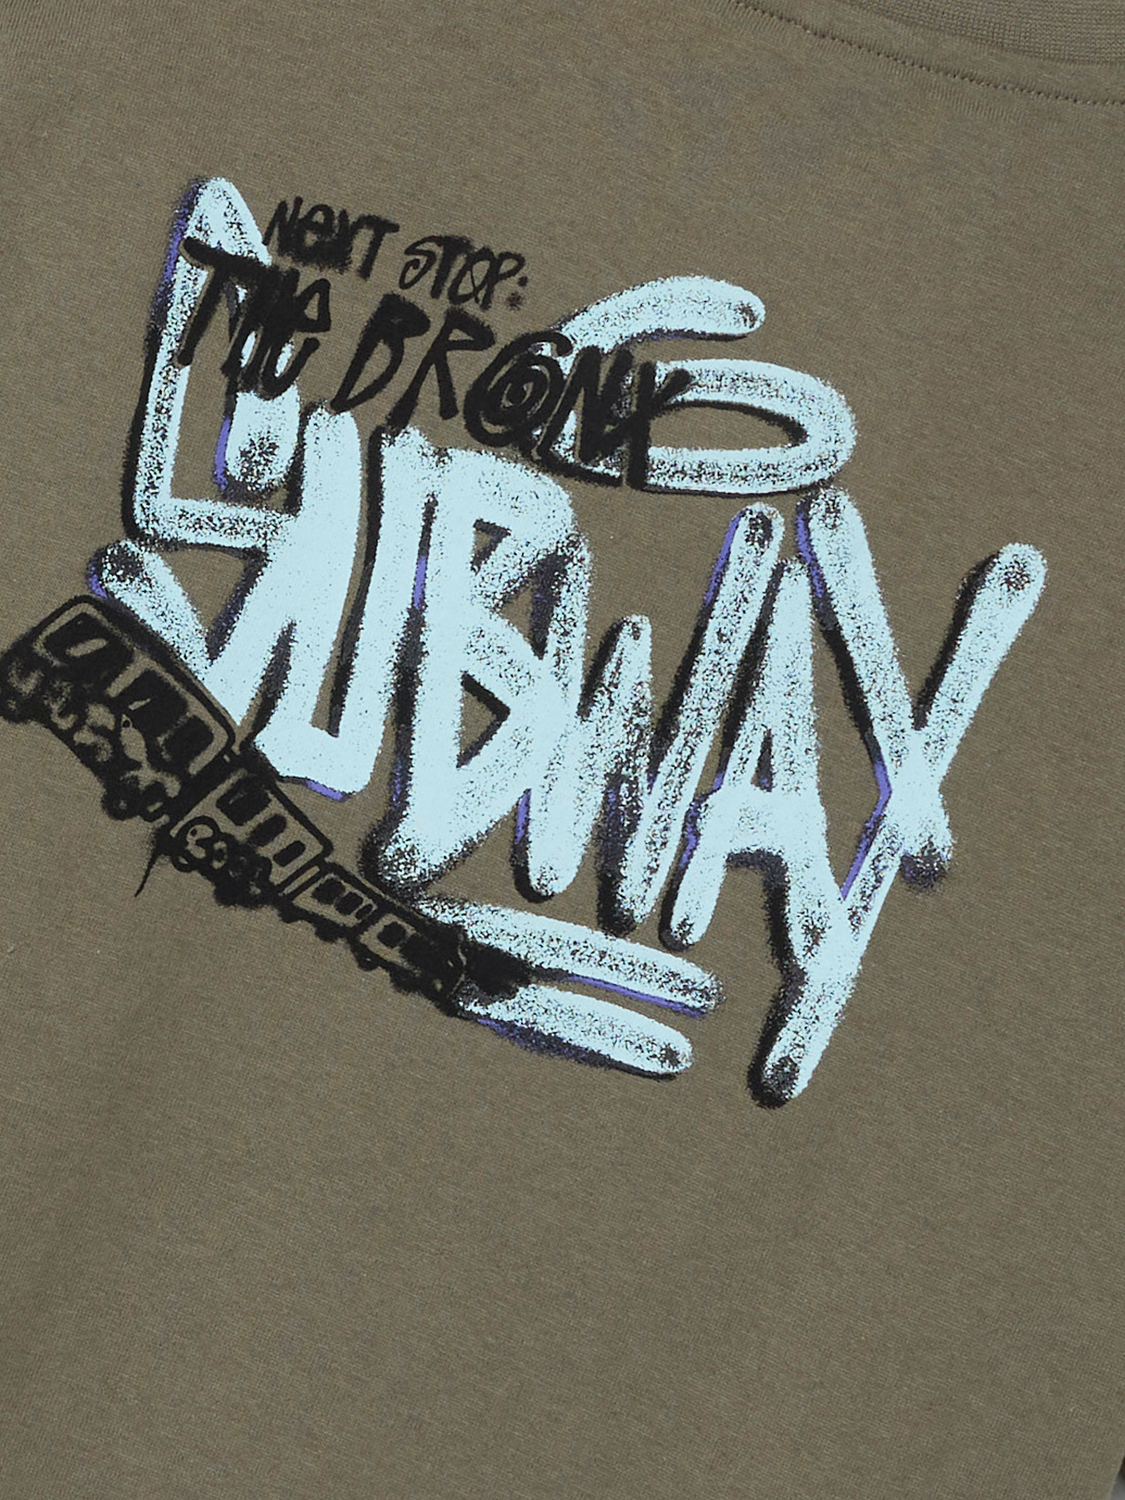 NeXT STOP:
THe BRONX
SUBWAY